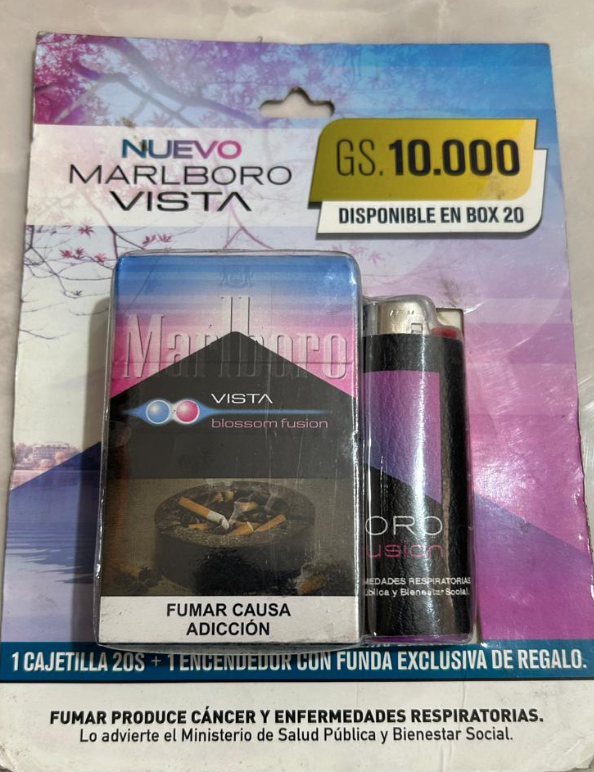 NUEVO
MARLBORO
VISTA
GS. 10.000
DISPONIBLE EN BOX 20
Marlboro
VISTA
blossom fusion
FUMAR CAUSA
ADICCIÓN
ORO
usion
MEDADES RESPIRATORIAS
ública y Bienestar Social.
1 CAJETILLA 20S + 1 ENCENDEDOR CON FUNDA EXCLUSIVA DE REGALO.
FUMAR PRODUCE CÁNCER Y ENFERMEDADES RESPIRATORIAS.
Lo advierte el Ministerio de Salud Pública y Bienestar Social.